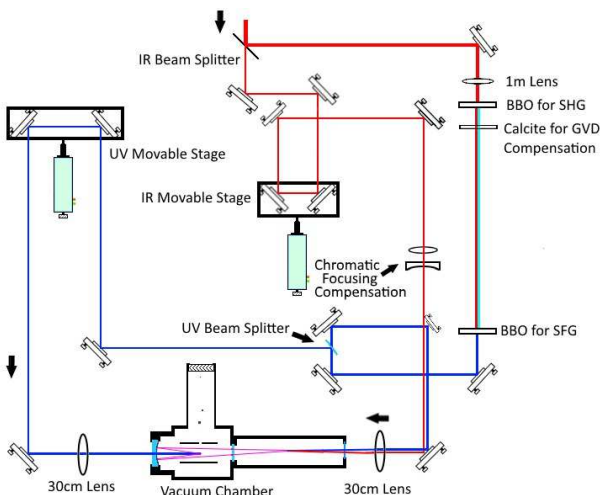 IR Beam Splitter
1m Lens
BBO for SHG
Calcite for GVD
Compensation
UV Movable Stage
IR Movable Stage
Chromatic
Focusing
Compensation
UV Beam Splitter
BBO for SFG
30cm Lens
Vacuum Chamber
30cm Lens